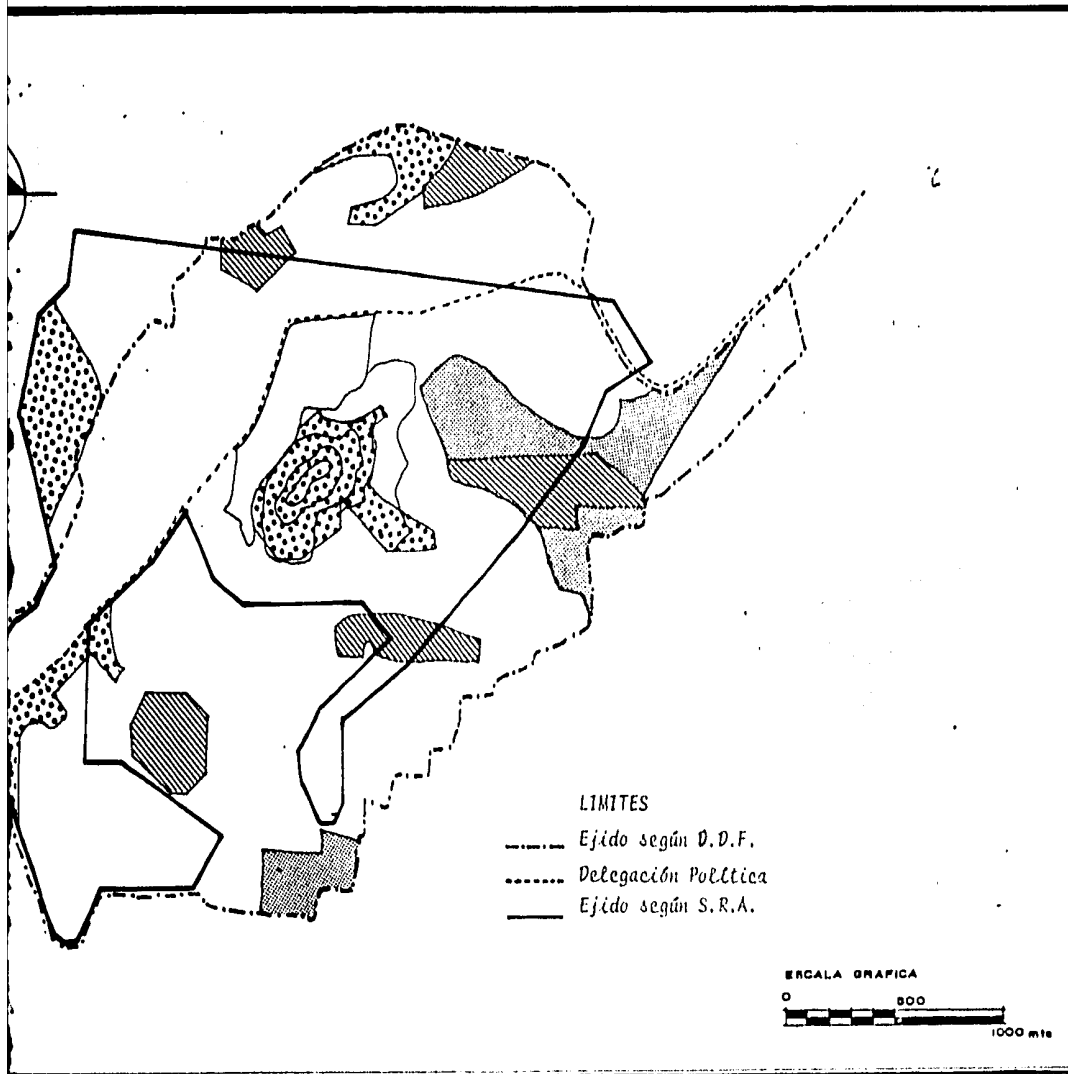 LIMITES
Ejido según D.D.F.
Delegación Política
Ejido según S.R.A.
ESCALA GRAFICA
0 500
1000 mts